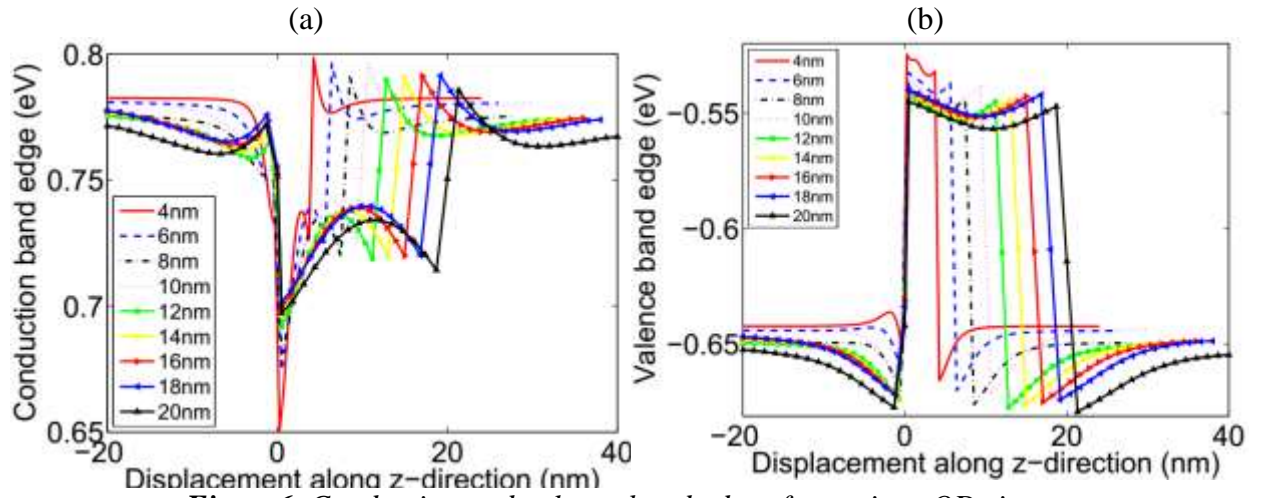 (a)
(b)
Conduction band edge (eV)
0.8
0.75
0.7
0.65
4nm
6nm
8nm
10nm
12nm
14nm
16nm
18nm
20nm
−20
0
20
40
Displacement along z−direction (nm)
Valence band edge (eV)
−0.55
−0.6
−0.65
4nm
6nm
8nm
10nm
12nm
14nm
16nm
18nm
20nm
−20
0
20
40
Displacement along z−direction (nm)